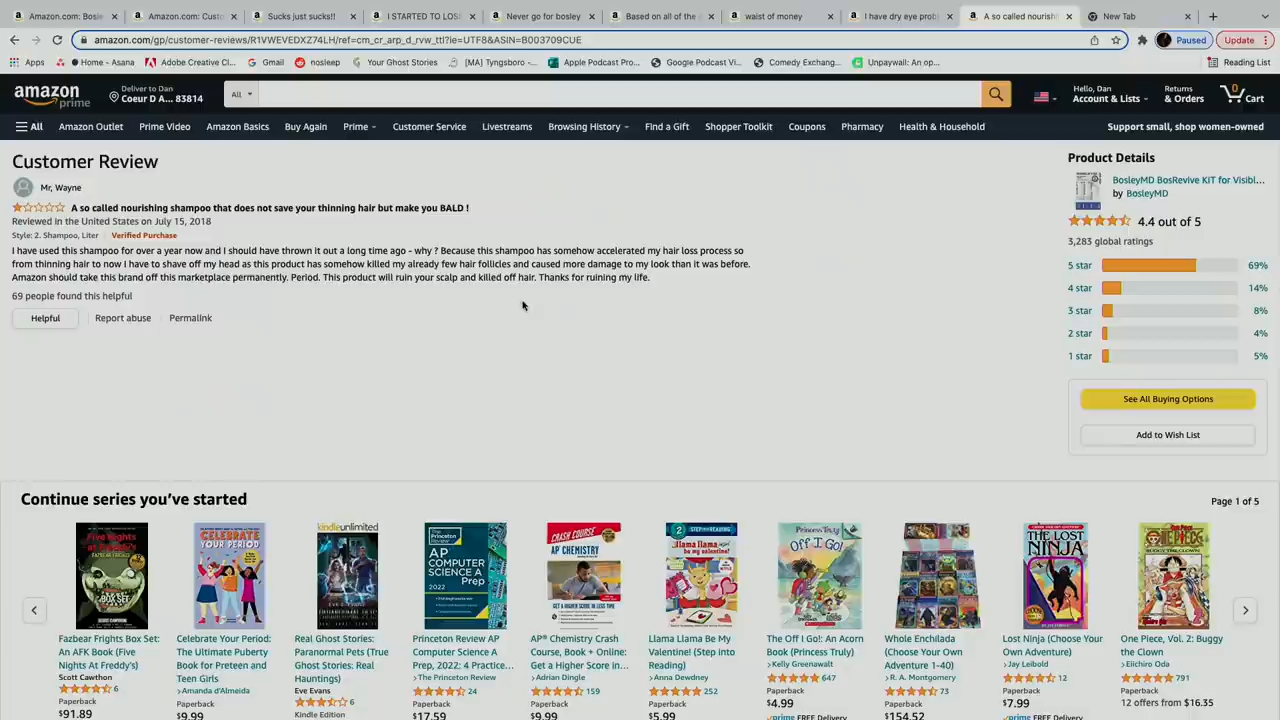 Amazon.com: Bosle
Amazon.com: Custo
Sucks just sucks!!
I STARTED TO LOS
Never go for bosley
Based on all of the
waist of money
I have dry eye prob
A so called nourish
New Tab
amazon.com/gp/customer-reviews/R1VWEVEDXZ74LH/ref=cm_cr_arp_d_rvw_ttl?ie=UTF8&ASIN=B003709CUE
Paused
Update
Apps
Home - Asana
Adobe Creative Cl...
Gmail
nosleep
Your Ghost Stories
[MA] Tyngsboro-...
Apple Podcast Pro...
Google Podcast Vi...
Comedy Exchang...
Unpaywall: An op...
Reading List
amazon
prime
Deliver to Dan
Coeur D A... 83814
All
Hello, Dan
Account & Lists
Returns
& Orders
0
Cart
All
Amazon Outlet
Prime Video
Amazon Basics
Buy Again
Prime
Customer Service
Livestreams
Browsing History
Find a Gift
Shopper Toolkit
Coupons
Pharmacy
Health & Household
Support small, shop women-owned
Customer Review
Mr, Wayne
A so called nourishing shampoo that does not save your thinning hair but make you BALD !
Reviewed in the United States on July 15, 2018
Style: 2. Shampoo, Liter
Verified Purchase
I have used this shampoo for over a year now and I should have thrown it out a long time ago - why ? Because this shampoo has somehow accelerated my hair loss process so
from thinning hair to now I have to shave off my head as this product has somehow killed my already few hair follicles and caused more damage to my look than it was before.
Amazon should take this brand off this marketplace permanently. Period. This product will ruin your scalp and killed off hair. Thanks for ruining my life.
69 people found this helpful
Helpful
Report abuse
Permalink
Product Details
BosleyMD BosRevive KIT for Visibl...
by BosleyMD
4.4 out of 5
3,283 global ratings
5 star 69%
4 star 14%
3 star 8%
2 star 4%
1 star 5%
See All Buying Options
Add to Wish List
Continue series you've started
Page 1 of 5
Fazbear Frights Box Set:
An AFK Book (Five
Nights At Freddy's)
Scott Cawthon
6
Paperback
$91.89
Celebrate Your Period:
The Ultimate Puberty
Book for Preteen and
Teen Girls
Amanda d'Almeida
Paperback
$9.99
kindleunlimited
Real Ghost Stories:
Paranormal Pets (True
Ghost Stories: Real
Hauntings)
Eve Evans
6
Kindle Edition
Princeton Review AP
Computer Science A
Prep, 2022: 4 Practice...
The Princeton Review
24
Paperback
$17.59
AP® Chemistry Crash
Course, Book + Online:
Get a Higher Score in...
Adrian Dingle
159
Paperback
$9.99
Llama Llama Be My
Valentine! (Step into
Reading)
Anna Dewdney
252
Paperback
$5.99
The Off I Go!: An Acorn
Book (Princess Truly)
Kelly Greenawalt
647
Paperback
$4.99
prime FREE Delivery
Whole Enchilada
(Choose Your Own
Adventure 1-40)
R. A. Montgomery
73
Paperback
$154.52
Lost Ninja (Choose Your
Own Adventure)
Jay Leibold
12
Paperback
$7.99
prime FREE Delivery
One Piece, Vol. 2: Buggy
the Clown
Eiichiro Oda
791
Paperback
12 offers from $16.35